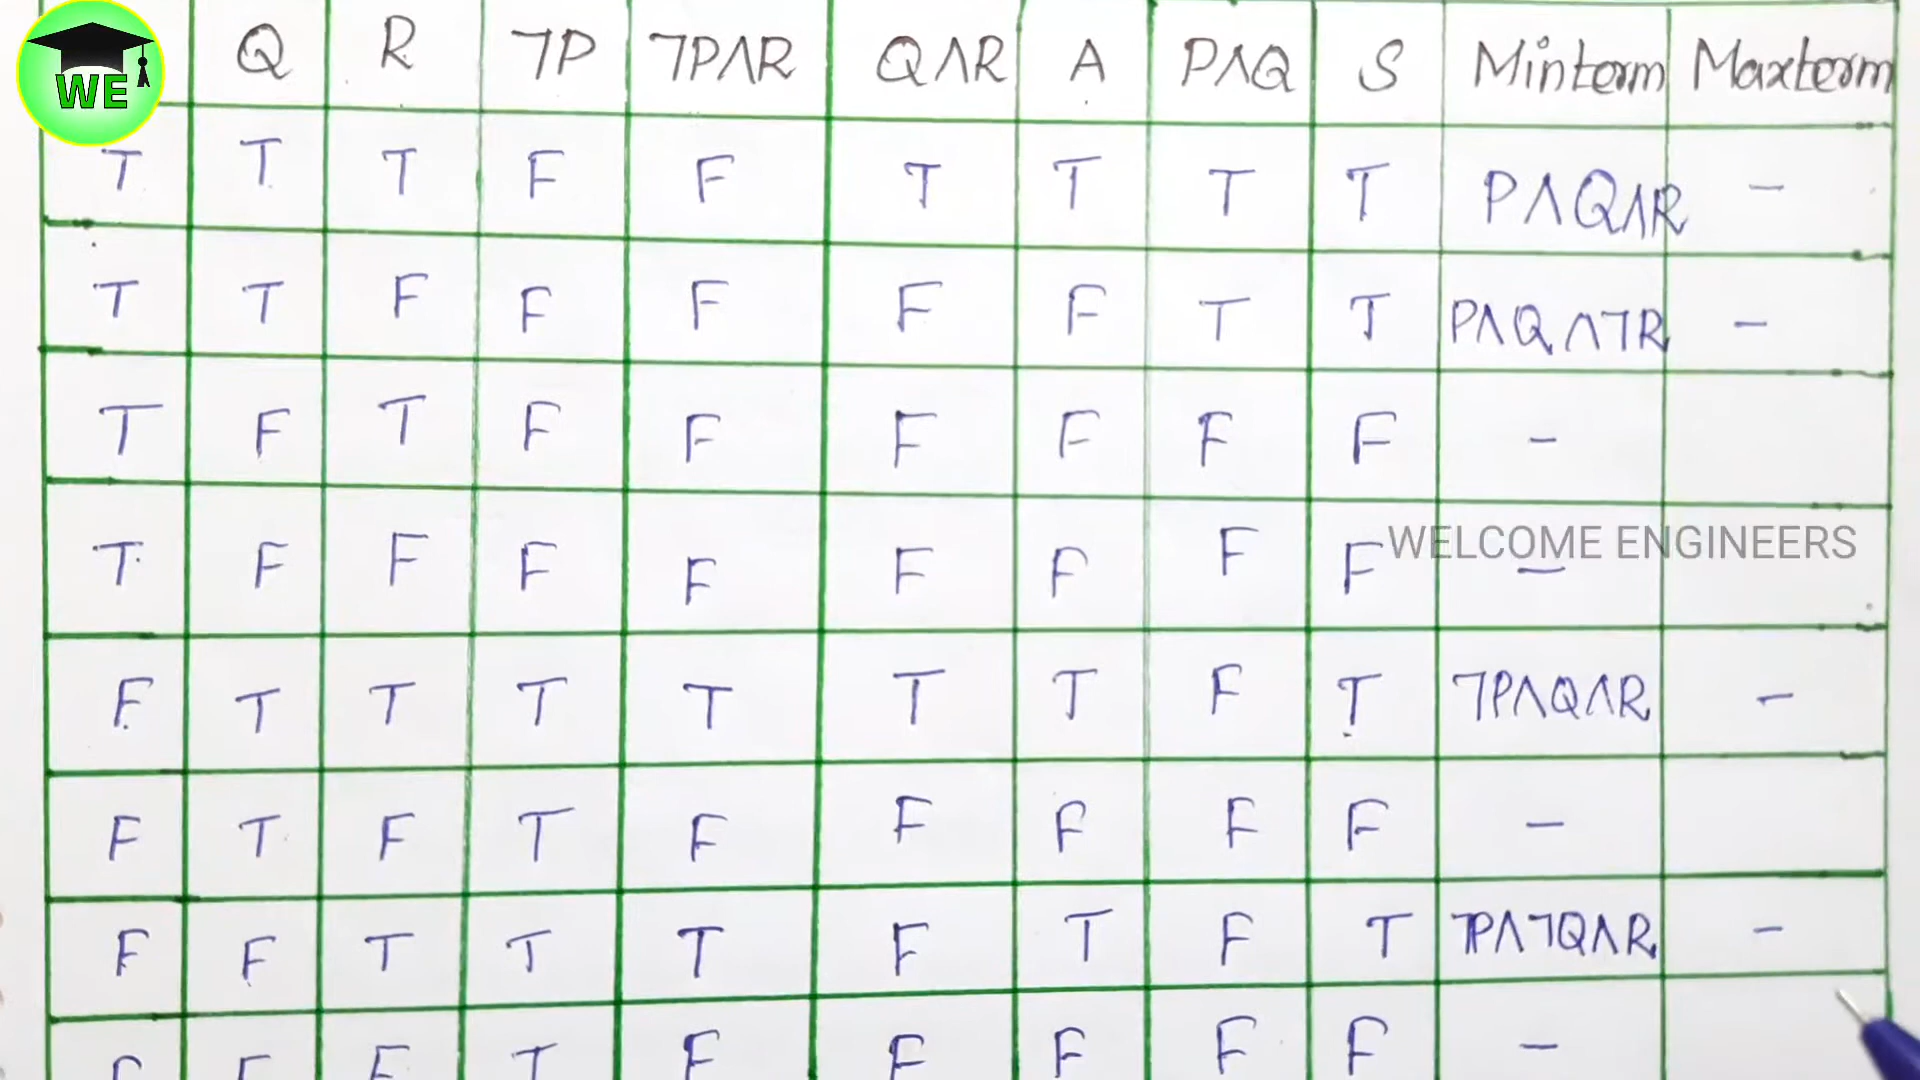 WE Q R ¬P ¬P∧R Q∧R A P∧Q S Minterm Maxterm
T T T F F T T T T P∧Q∧R -
T T F F F F F T T P∧Q∧¬R -
T F T F F F F F F -
T F F F F F F F F -
WELCOME ENGINEERS
F T T T T T T F T ¬P∧Q∧R -
F T F T F F F F F -
F F T T T F T F T ¬P∧¬Q∧R -
F F F T F F F F F -